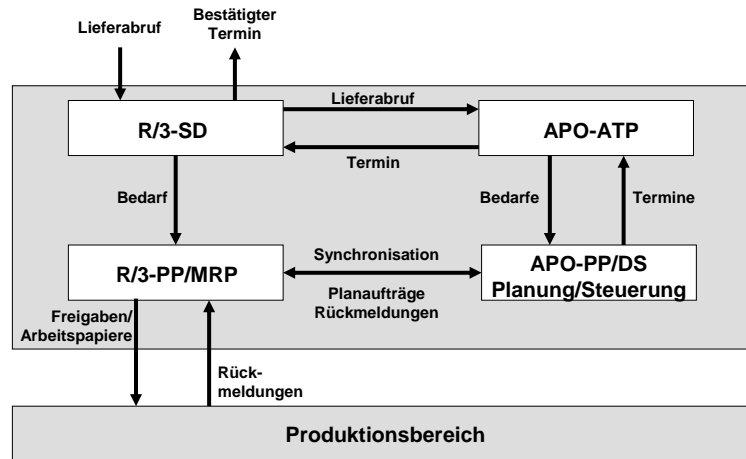 Lieferabruf
Bestätigter
Termin
Lieferabruf
R/3-SD
APO-ATP
Termin
Bedarf
Bedarfe
Termine
Synchronisation
R/3-PP/MRP
APO-PP/DS
Planung/Steuerung
Planaufträge
Rückmeldungen
Freigaben/
Arbeitspapiere
Rück-
meldungen
Produktionsbereich